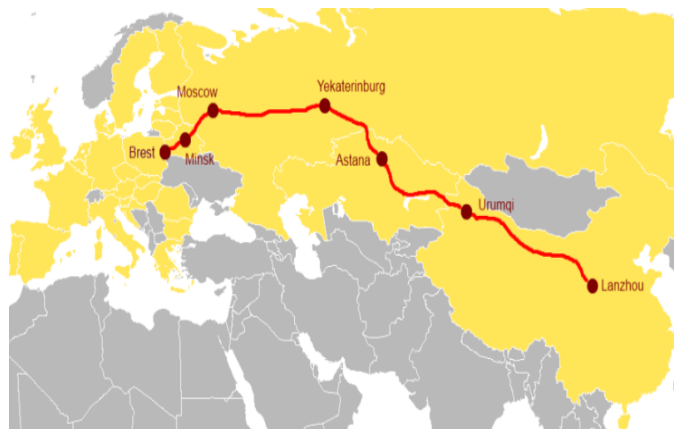 Yekaterinburg
Moscow
Brest
Minsk
Astana
Urumqi
Lanzhou